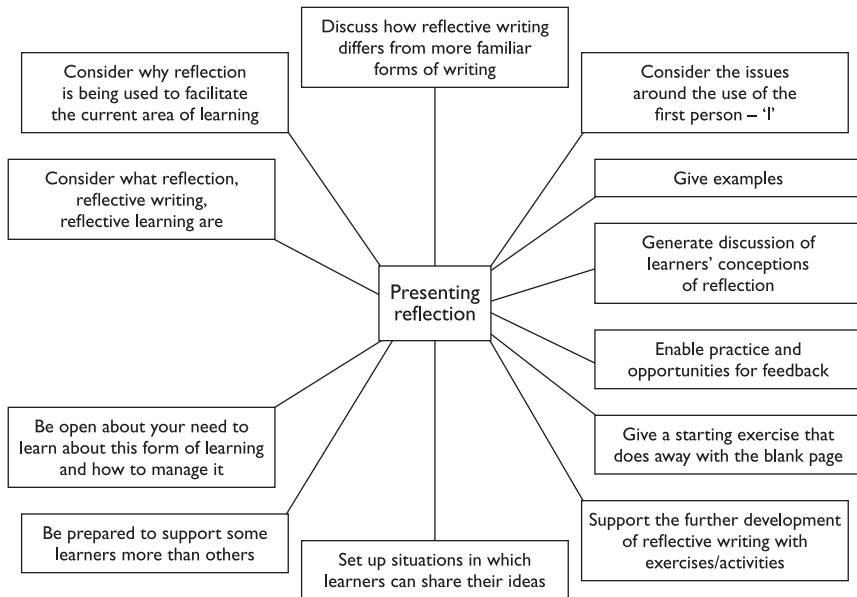 Discuss how reflective writing
differs from more familiar
forms of writing
Consider why reflection
is being used to facilitate
the current area of learning
Consider the issues
around the use of the
first person – ‘I’
Consider what reflection,
reflective writing,
reflective learning are
Give examples
Generate discussion of
learners’ conceptions
of reflection
Presenting
reflection
Enable practice and
opportunities for feedback
Be open about your need to
learn about this form of learning
and how to manage it
Give a starting exercise that
does away with the blank page
Be prepared to support some
learners more than others
Set up situations in which
learners can share their ideas
Support the further development
of reflective writing with
exercises/activities